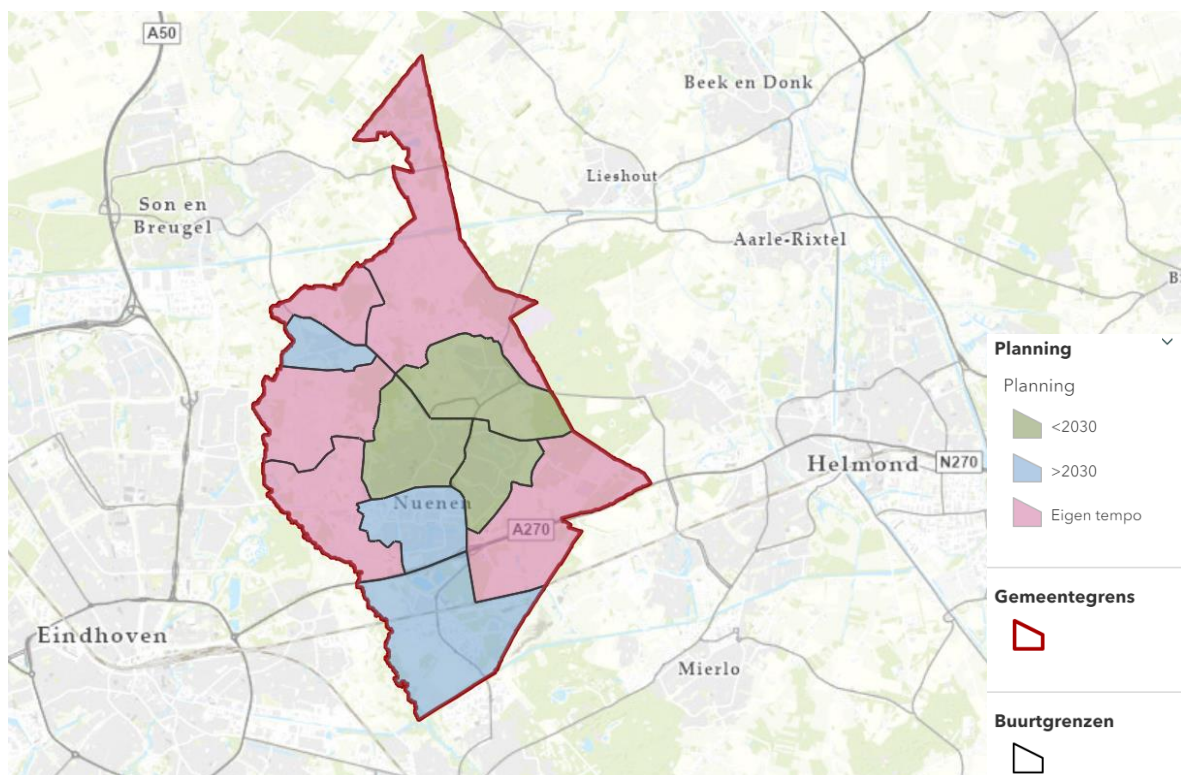 A50
Beek en Donk
Lieshout
Son en
Breugel
Aarle-Rixtel
B
Planning
Planning
<2030
>2030
Eigen tempo
Helmond
N270
Nuenen
A270
Gemeentegrens
Eindhoven
Mierlo
Buurtgrenzen